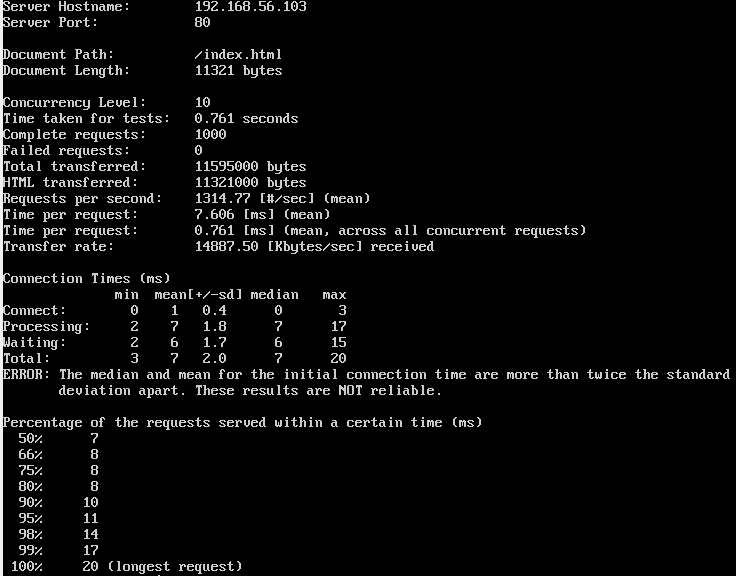 Server Hostname:        192.168.56.103
Server Port:            80
Document Path:          /index.html
Document Length:        11321 bytes
Concurrency Level:      10
Time taken for tests:   0.761 seconds
Complete requests:      1000
Failed requests:        0
Total transferred:      11595000 bytes
HTML transferred:       11321000 bytes
Requests per second:    1314.77 [#/sec] (mean)
Time per request:       7.606 [ms] (mean)
Time per request:       0.761 [ms] (mean, across all concurrent requests)
Transfer rate:          14887.50 [Kbytes/sec] received
Connection Times (ms)
              min  mean[+/-sd] median   max
Connect:        0    1   0.4      0       3
Processing:     2    7   1.8      7      17
Waiting:        2    6   1.7      6      15
Total:          3    7   2.0      7      20
ERROR: The median and mean for the initial connection time are more than twice the standard
       deviation apart. These results are NOT reliable.
Percentage of the requests served within a certain time (ms)
  50%      7
  66%      8
  75%      8
  80%      8
  90%     10
  95%     11
  98%     14
  99%     17
 100%     20 (longest request)